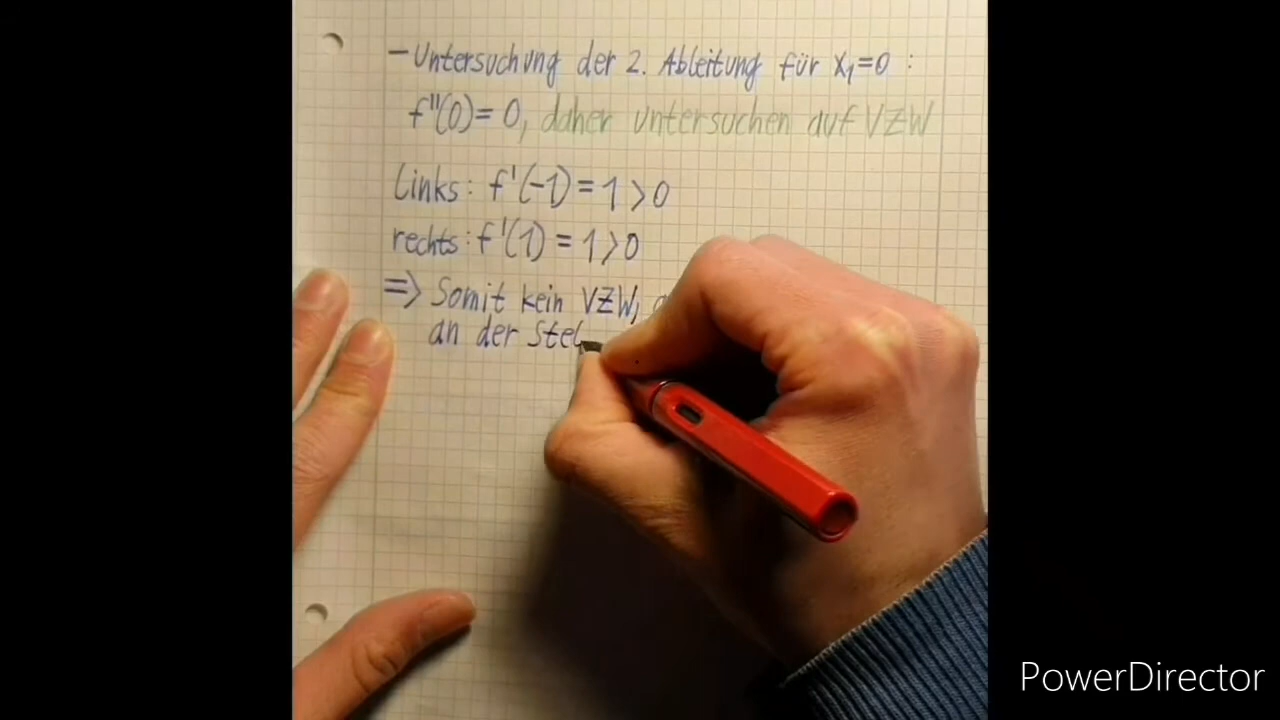 – Untersuchung der 2. Ableitung für x₁=0 :
f''(0)= 0, daher untersuchen auf VZW
Links: f'(-1) = 1 > 0
rechts: f'(1) = 1 > 0
=> Somit kein VZW,
an der Stel
PowerDirector